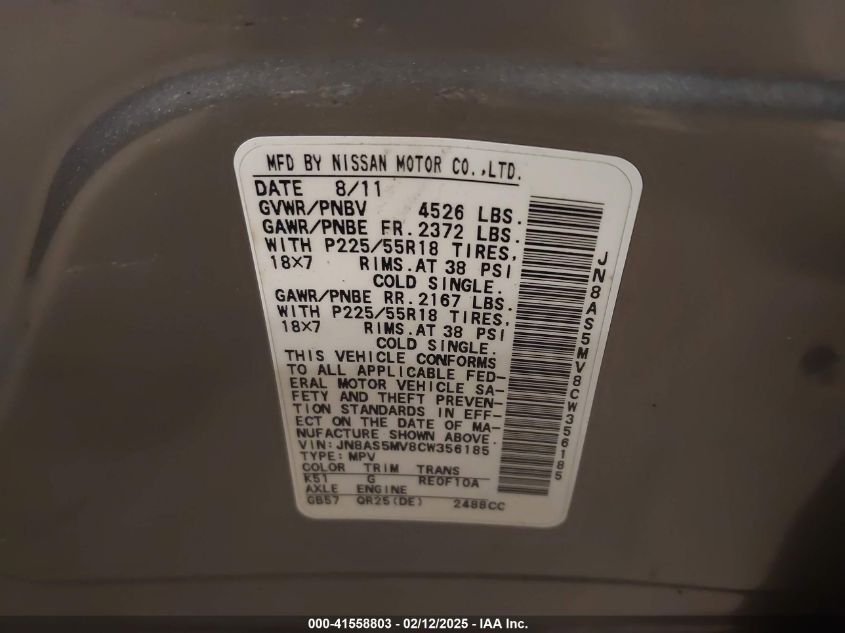 MFD BY NISSAN MOTOR CO.,LTD.
DATE 8/11
GVWR/PNBV 4526 LBS.
GAWR/PNBE FR. 2372 LBS.
WITH P225/55R18 TIRES,
18X7 RIMS.AT 38 PSI
COLD SINGLE.
GAWR/PNBE RR. 2167 LBS.
WITH P225/55R18 TIRES,
18X7 RIMS.AT 38 PSI
COLD SINGLE.
THIS VEHICLE CONFORMS
TO ALL APPLICABLE FED-
ERAL MOTOR VEHICLE SA-
FETY AND THEFT PREVEN-
TION STANDARDS IN EFF-
ECT ON THE DATE OF MA-
NUFACTURE SHOWN ABOVE.
VIN:JN8AS5MV8CW356185
TYPE:MPV
COLOR TRIM TRANS
K51 G RE0F10A
AXLE ENGINE
GB57 QR25(DE) 2488CC
JN8AS5MV8CW356185
000-41558803 - 02/12/2025 - IAA Inc.